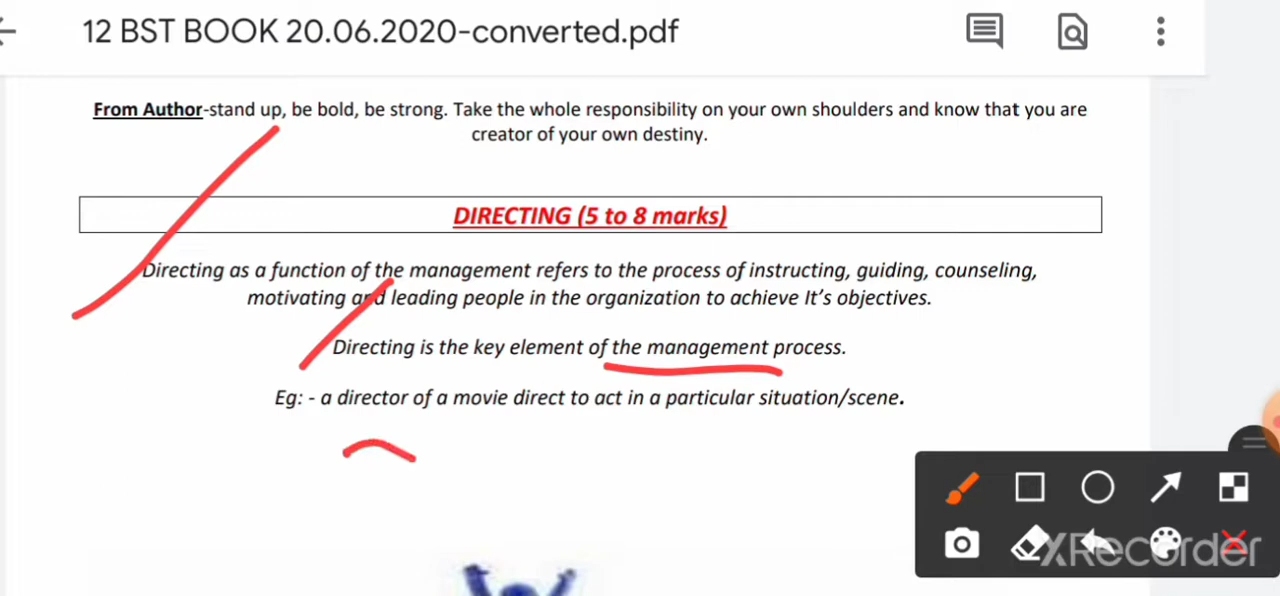 12 BST BOOK 20.06.2020-converted.pdf
From Author-stand up, be bold, be strong. Take the whole responsibility on your own shoulders and know that you are
creator of your own destiny.
DIRECTING (5 to 8 marks)
Directing as a function of the management refers to the process of instructing, guiding, counseling,
motivating and leading people in the organization to achieve It's objectives.
Directing is the key element of the management process.
Eg: - a director of a movie direct to act in a particular situation/scene.
XRecorder